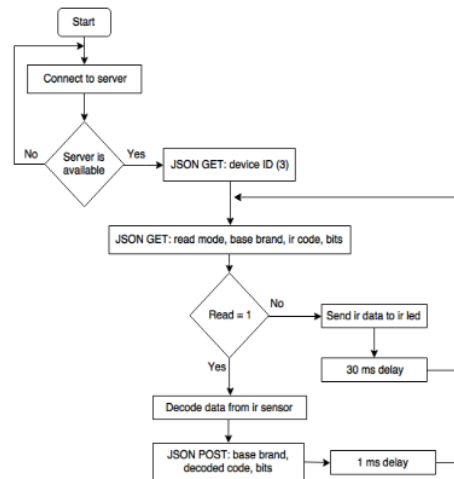 Start
Connect to server
No
Server is
available
Yes
JSON GET: device ID (3)
JSON GET: read mode, base brand, ir code, bits
Read = 1
No
Send ir data to ir led
30 ms delay
Yes
Decode data from ir sensor
JSON POST: base brand,
decoded code, bits
1 ms delay